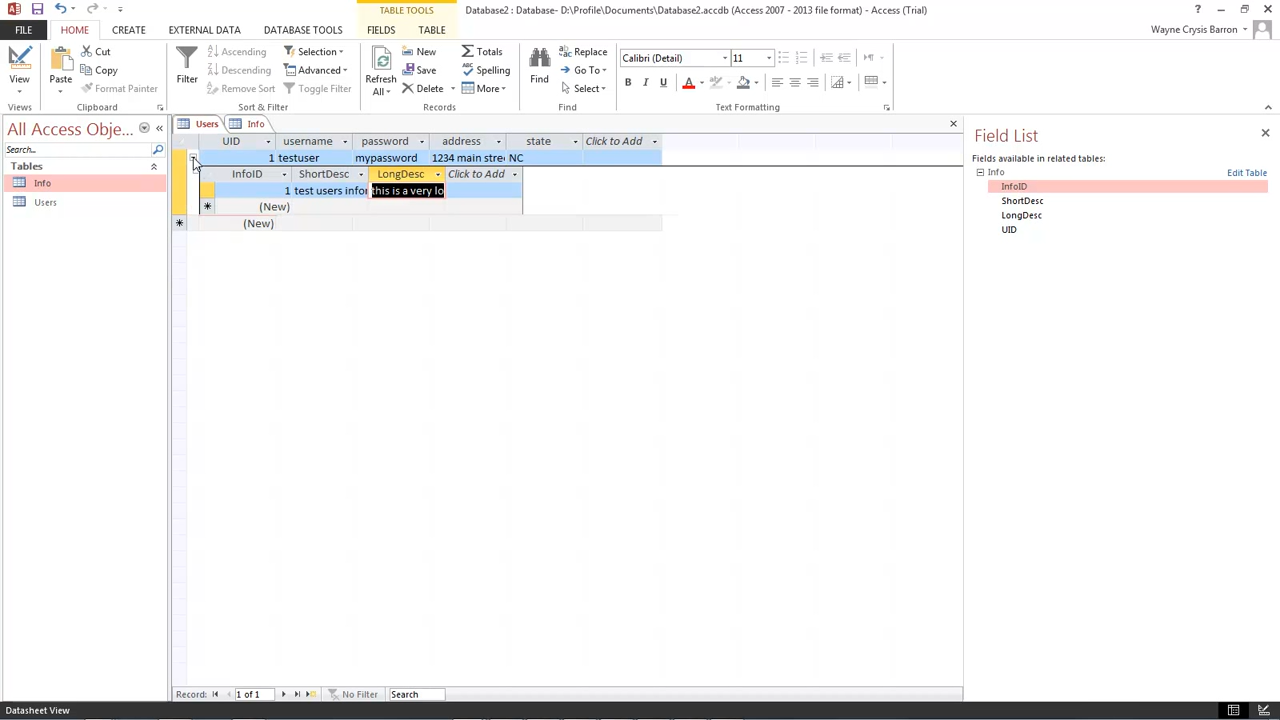 TABLE TOOLS
Database2 : Database- D:\Profile\Documents\Database2.accdb (Access 2007 - 2013 file format) - Access (Trial)
FILE HOME CREATE EXTERNAL DATA DATABASE TOOLS FIELDS TABLE Wayne Crysis Barron
View
Views
Paste
Cut
Copy
Format Painter
Clipboard
Filter
Ascending
Descending
Remove Sort
Selection
Advanced
Toggle Filter
Sort & Filter
Refresh All
New
Save
Delete
Totals
Spelling
More
Records
Find
Replace
Go To
Select
Find
Calibri (Detail) 11
B I U A
Text Formatting
All Access Obje...
Search...
Tables
Info
Users
Users Info
UID username password address state Click to Add
1 testuser mypassword 1234 main stree NC
InfoID ShortDesc LongDesc Click to Add
1 test users infor this is a very lo
(New)
(New)
Field List
Fields available in related tables:
Info Edit Table
InfoID
ShortDesc
LongDesc
UID
Record: 1 of 1 No Filter Search
Datasheet View